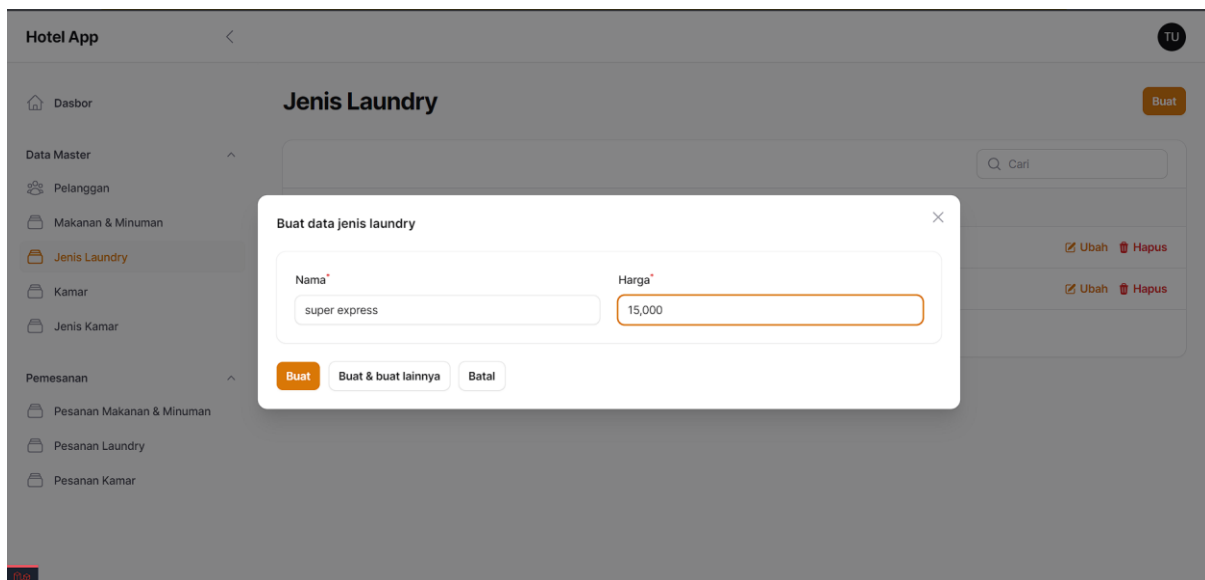 Hotel App
TU
Dasbor
Jenis Laundry
Buat
Data Master
Cari
Pelanggan
Makanan & Minuman
Buat data jenis laundry
Jenis Laundry
Ubah Hapus
Nama* Harga*
Kamar
super express 15,000
Ubah Hapus
Jenis Kamar
Pemesanan
Buat Buat & buat lainnya Batal
Pesanan Makanan & Minuman
Pesanan Laundry
Pesanan Kamar